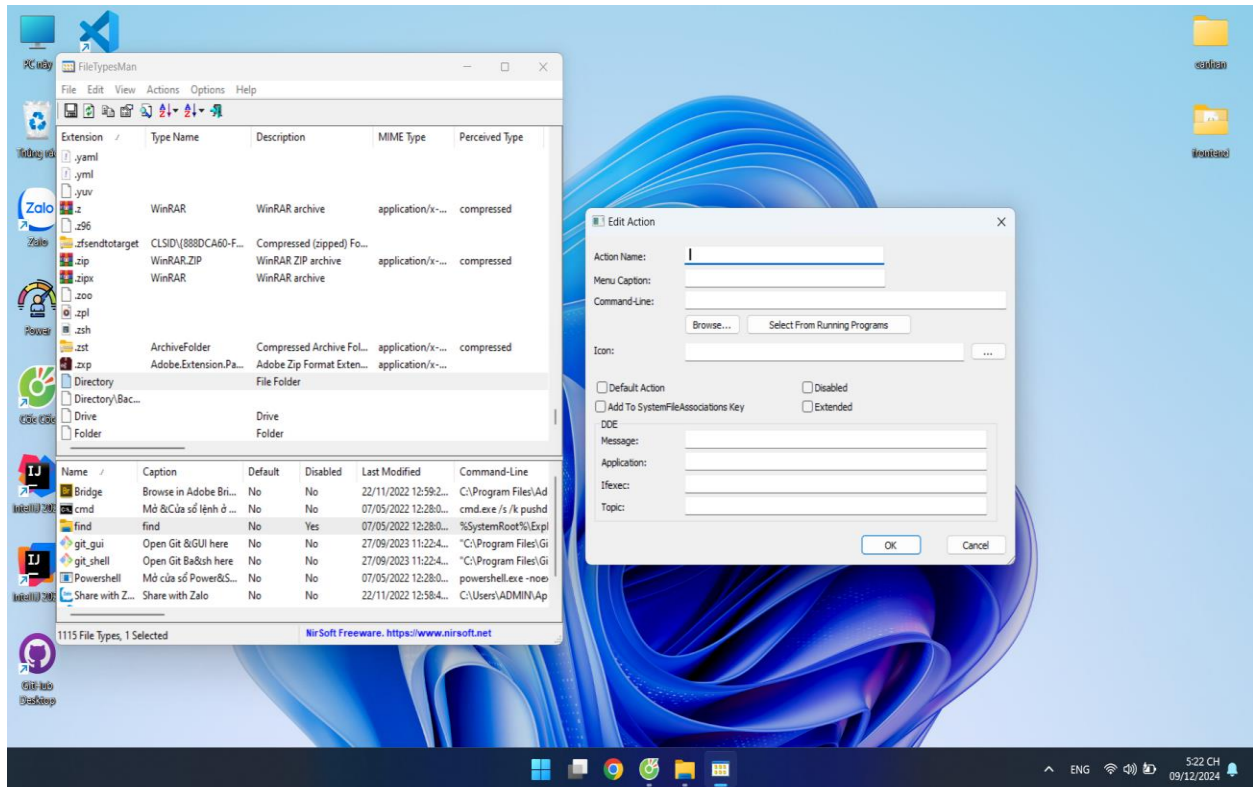 PC này
Thùng rá
Zalo
Zalo
Power
Cốc Cốc
IntelliJ 202
IntelliJ 202
GitHub
Desktop
canhan
frontend
FileTypesMan
File Edit View Actions Options Help
Extension / Type Name Description MIME Type Perceived Type
.yaml
.yml
.yuv
.z WinRAR WinRAR archive application/x-... compressed
.z96
.zfsendtotarget CLSID\{888DCA60-F... Compressed (zipped) Fo...
.zip WinRAR.ZIP WinRAR ZIP archive application/x-... compressed
.zipx WinRAR WinRAR archive
.zoo
.zpl
.zsh
.zst ArchiveFolder Compressed Archive Fol... application/x-... compressed
.zxp Adobe.Extension.Pa... Adobe Zip Format Exten... application/x-...
Directory File Folder
Directory\Bac...
Drive Drive
Folder Folder
Name / Caption Default Disabled Last Modified Command-Line
Bridge Browse in Adobe Bri... No No 22/11/2022 12:59:2... C:\Program Files\Ad
cmd Mở &Cửa sổ lệnh ở ... No No 07/05/2022 12:28:0... cmd.exe /s /k pushd
find find No Yes 07/05/2022 12:28:0... %SystemRoot%\Expl
git_gui Open Git &GUI here No No 27/09/2023 11:22:4... "C:\Program Files\Gi
git_shell Open Git Ba&sh here No No 27/09/2023 11:22:4... "C:\Program Files\Gi
Powershell Mở cửa sổ Power&S... No No 07/05/2022 12:28:0... powershell.exe -noex
Share with Z... Share with Zalo No No 22/11/2022 12:58:4... C:\Users\ADMIN\Ap
1115 File Types, 1 Selected NirSoft Freeware. https://www.nirsoft.net
Edit Action
Action Name:
Menu Caption:
Command-Line:
Browse... Select From Running Programs
Icon:
...
Default Action Disabled
Add To SystemFileAssociations Key Extended
DDE
Message:
Application:
Ifexec:
Topic:
OK Cancel
ENG
5:22 CH
09/12/2024